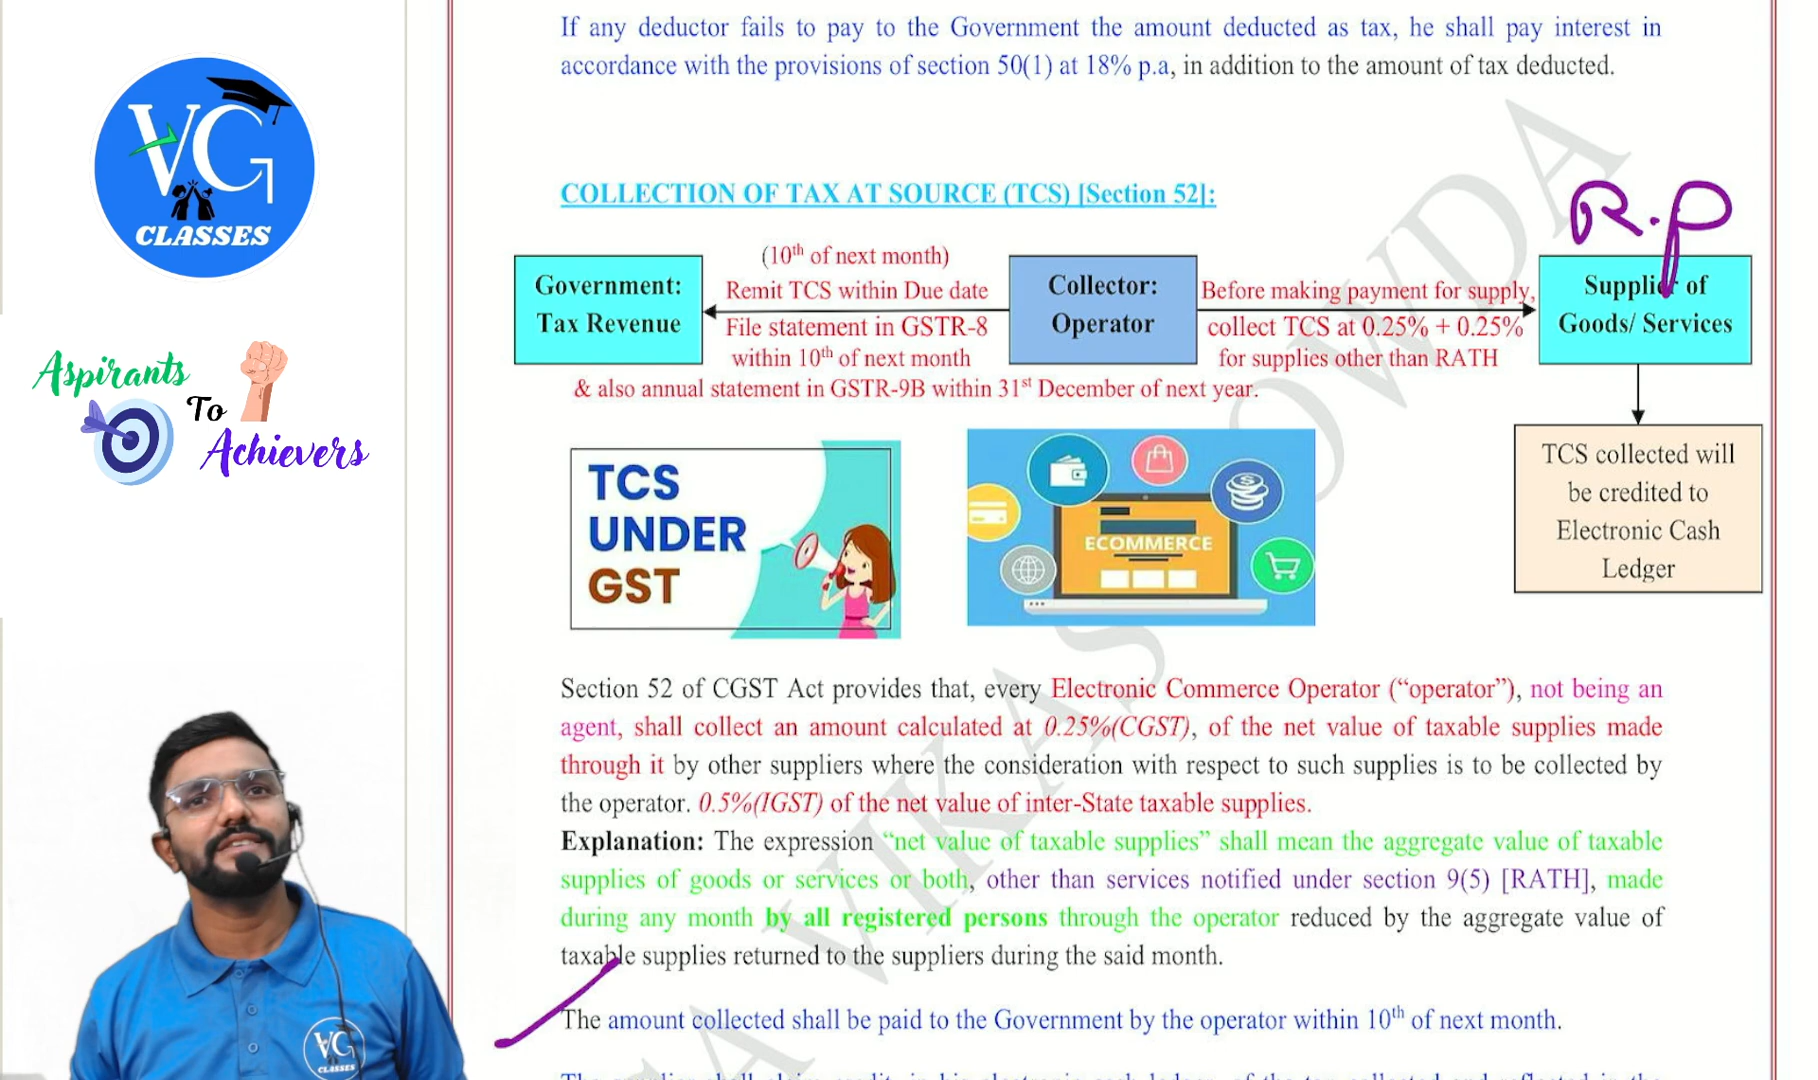 If any deductor fails to pay to the Government the amount deducted as tax, he shall pay interest in
accordance with the provisions of section 50(1) at 18% p.a, in addition to the amount of tax deducted.
VG
CLASSES
COLLECTION OF TAX AT SOURCE (TCS) [Section 52]:
R.P
Government:
Tax Revenue
(10th of next month)
Remit TCS within Due date
File statement in GSTR-8
within 10th of next month
Collector:
Operator
Before making payment for supply,
collect TCS at 0.25% + 0.25%
for supplies other than RATH
Supplier of
Goods/ Services
& also annual statement in GSTR-9B within 31st December of next year.
Aspirants
To
Achievers
TCS
UNDER
GST
ECOMMERCE
TCS collected will
be credited to
Electronic Cash
Ledger
Section 52 of CGST Act provides that, every Electronic Commerce Operator (“operator”), not being an
agent, shall collect an amount calculated at 0.25%(CGST), of the net value of taxable supplies made
through it by other suppliers where the consideration with respect to such supplies is to be collected by
the operator. 0.5%(IGST) of the net value of inter-State taxable supplies.
Explanation: The expression “net value of taxable supplies” shall mean the aggregate value of taxable
supplies of goods or services or both, other than services notified under section 9(5) [RATH], made
during any month by all registered persons through the operator reduced by the aggregate value of
taxable supplies returned to the suppliers during the said month.
The amount collected shall be paid to the Government by the operator within 10th of next month.
VG
CLASSES